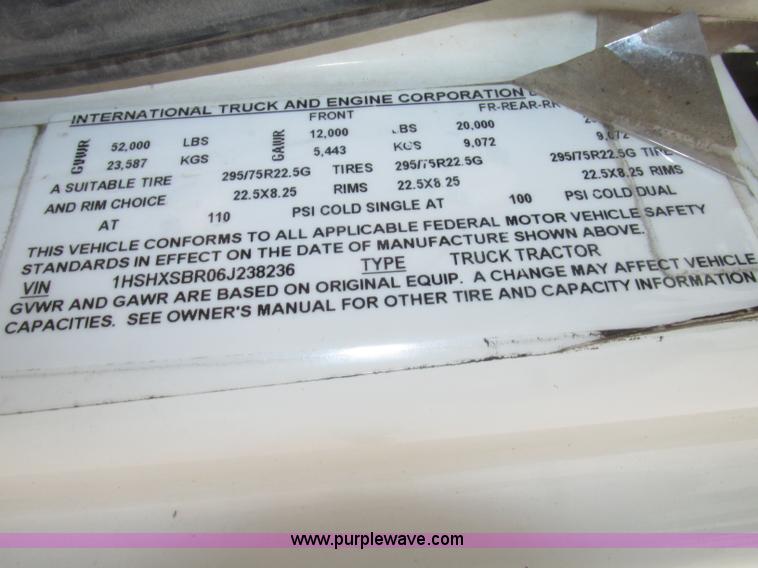 INTERNATIONAL TRUCK AND ENGINE CORPORATION
FRONT FR-REAR-RR
GVWR 52,000 LBS GAWR 12,000 LBS 20,000
23,587 KGS 5,443 KGS 9,072 9,072
A SUITABLE TIRE 295/75R22.5G TIRES 295/75R22.5G 295/75R22.5G TIRES
AND RIM CHOICE 22.5X8.25 RIMS 22.5X8.25 22.5X8.25 RIMS
AT 110 PSI COLD SINGLE AT 100 PSI COLD DUAL
THIS VEHICLE CONFORMS TO ALL APPLICABLE FEDERAL MOTOR VEHICLE SAFETY
STANDARDS IN EFFECT ON THE DATE OF MANUFACTURE SHOWN ABOVE.
VIN 1HSHXSBR06J238236 TYPE TRUCK TRACTOR
GVWR AND GAWR ARE BASED ON ORIGINAL EQUIP. A CHANGE MAY AFFECT VEHICLE
CAPACITIES. SEE OWNER'S MANUAL FOR OTHER TIRE AND CAPACITY INFORMATION
www.purplewave.com